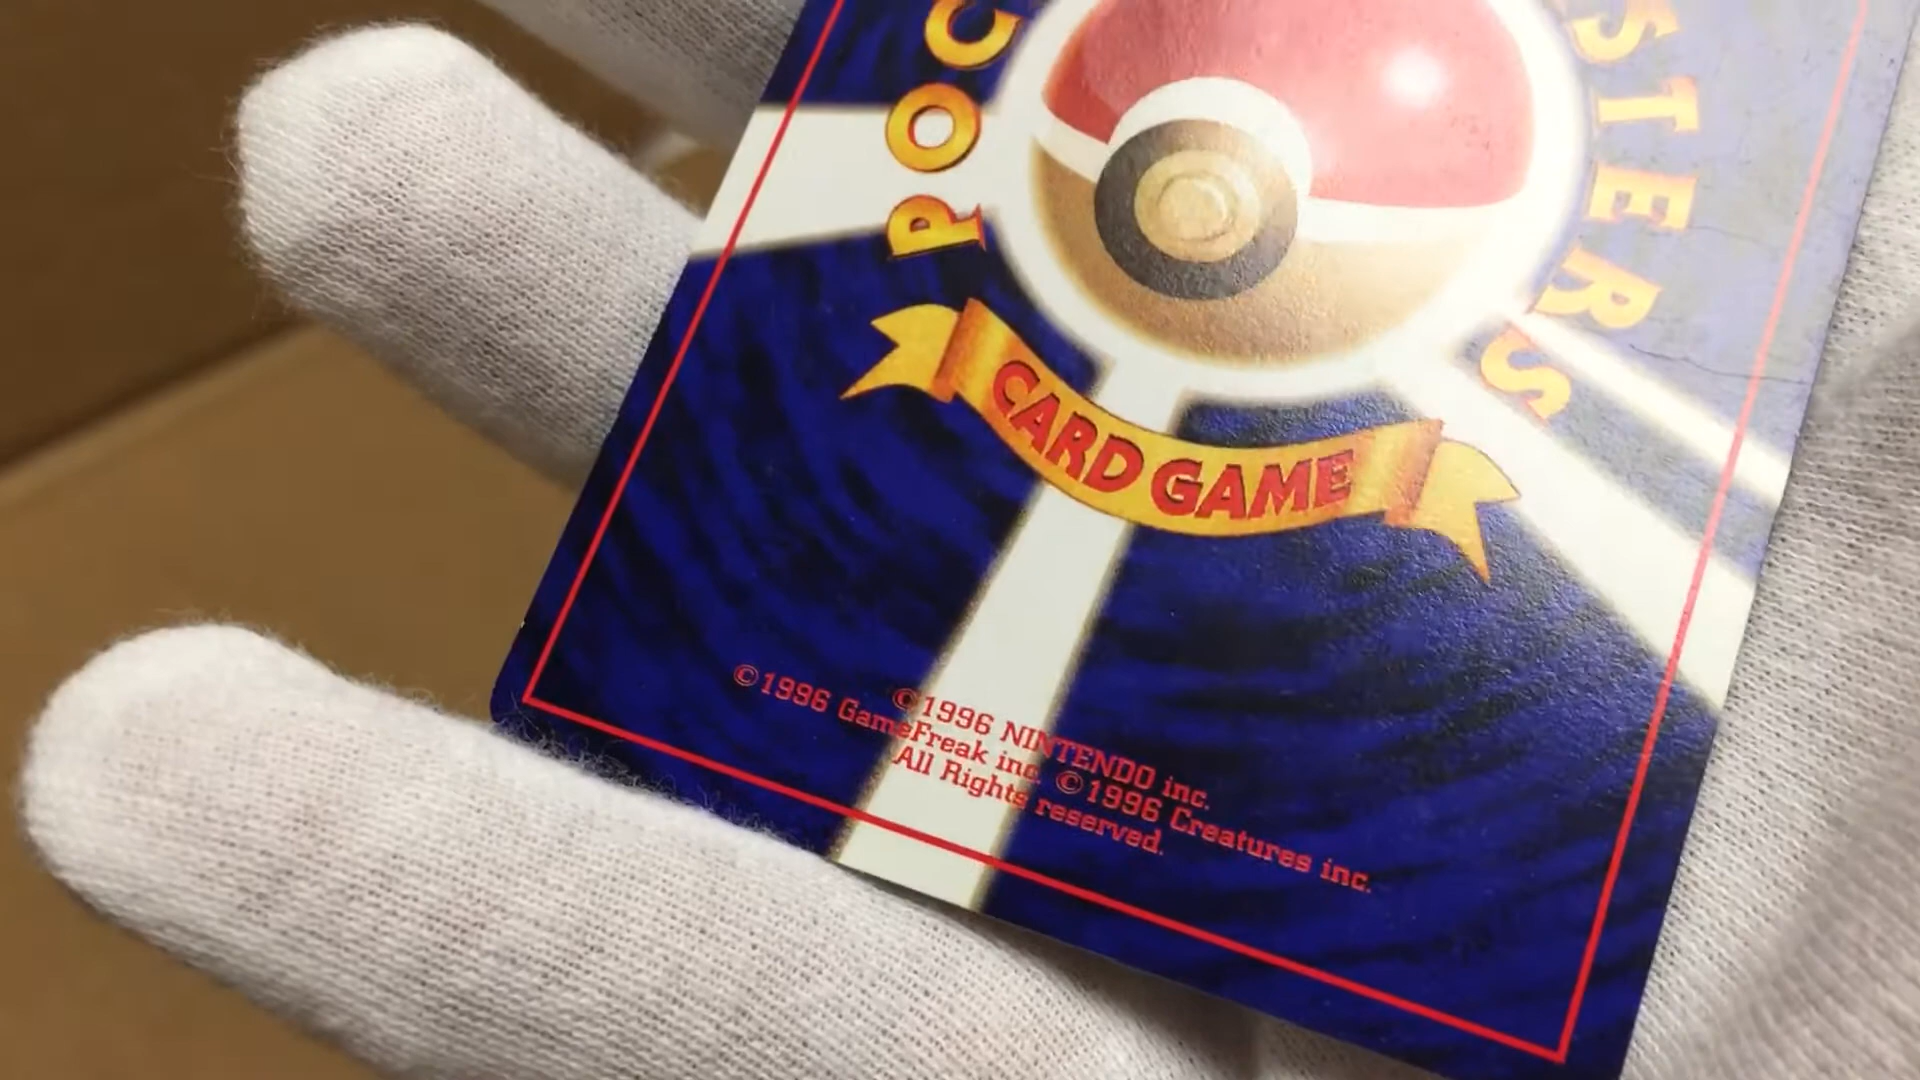 POC
STERS
CARD GAME
©1996 NINTENDO inc.
©1996 GameFreak inc. ©1996 Creatures inc.
All Rights reserved.